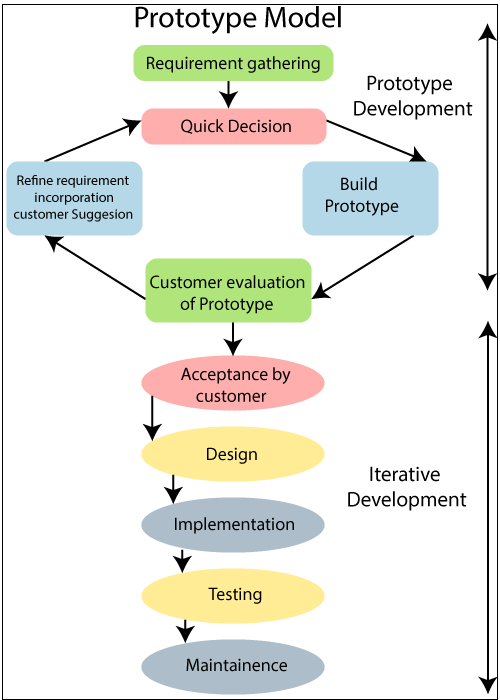 Prototype Model
Requirement gathering
Prototype
Development
Quick Decision
Refine requirement
incorporation
customer Suggesion
Build
Prototype
Customer evaluation
of Prototype
Acceptance by
customer
Design
Iterative
Development
Implementation
Testing
Maintainence